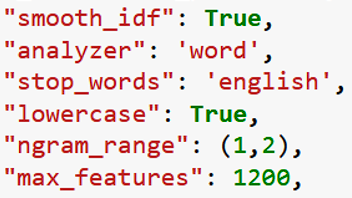 "smooth_idf": True,
"analyzer": 'word',
"stop_words": 'english',
"lowercase": True,
"ngram_range": (1,2),
"max_features": 1200,